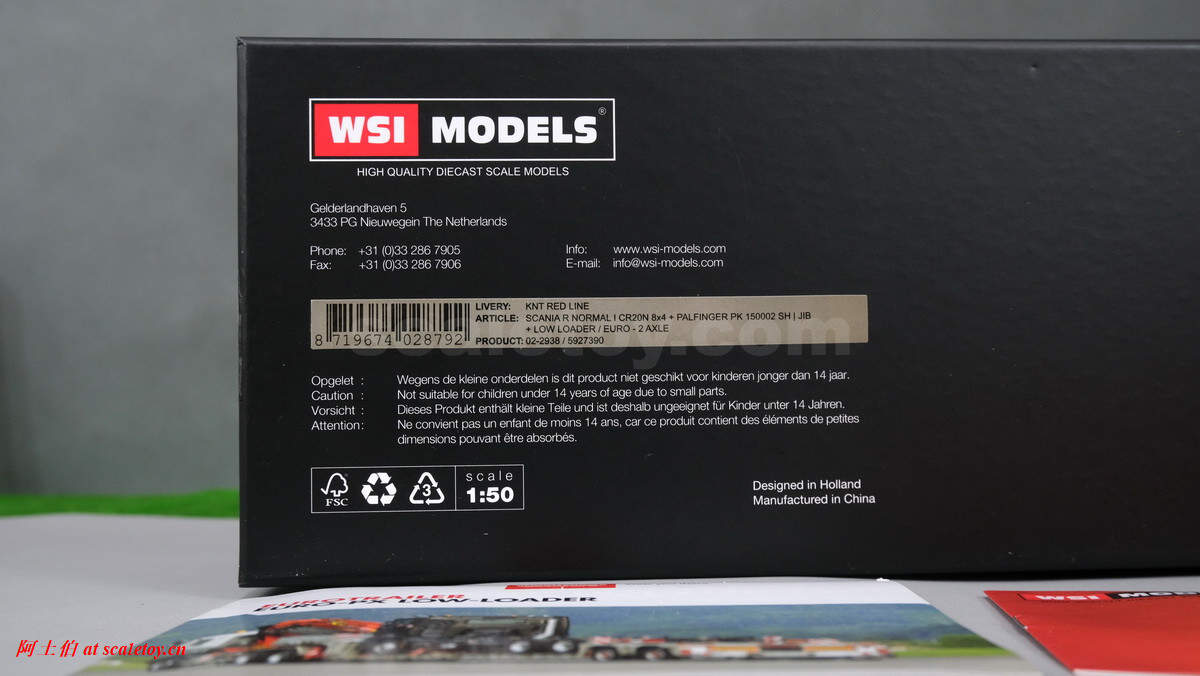 WSI MODELS®
HIGH QUALITY DIECAST SCALE MODELS
Gelderlandhaven 5
3433 PG Nieuwegein The Netherlands
Phone: +31 (0)33 286 7905
Fax: +31 (0)33 286 7906
Info: www.wsi-models.com
E-mail: info@wsi-models.com
LIVERY: KNT RED LINE
ARTICLE: SCANIA R NORMAL I CR20N 8x4 + PALFINGER PK 150002 SH | JIB
+ LOW LOADER / EURO - 2 AXLE
PRODUCT: 02-2938 / 5927390
8 719674 028792
scaletoy.com
Opgelet : Wegens de kleine onderdelen is dit product niet geschikt voor kinderen jonger dan 14 jaar.
Caution : Not suitable for children under 14 years of age due to small parts.
Vorsicht : Dieses Produkt enthält kleine Teile und ist deshalb ungeeignet für Kinder unter 14 Jahren.
Attention: Ne convient pas un enfant de moins 14 ans, car ce produit contient des éléments de petites
dimensions pouvant être absorbés.
FSC
3
scale
1:50
Designed in Holland
Manufactured in China
EUROTRAILER
EURO-PX LOW-LOADER
WSI MOD
阿土伯 at scaletoy.cn